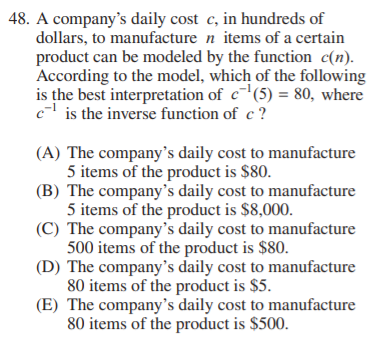 48. A company's daily cost c, in hundreds of
dollars, to manufacture n items of a certain
product can be modeled by the function c(n).
According to the model, which of the following
is the best interpretation of c⁻¹(5) = 80, where
c⁻¹ is the inverse function of c ?
(A) The company's daily cost to manufacture
5 items of the product is $80.
(B) The company's daily cost to manufacture
5 items of the product is $8,000.
(C) The company's daily cost to manufacture
500 items of the product is $80.
(D) The company's daily cost to manufacture
80 items of the product is $5.
(E) The company's daily cost to manufacture
80 items of the product is $500.